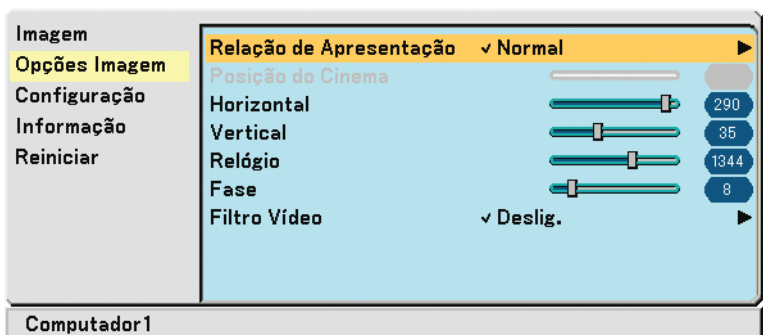 Imagem
Opções Imagem
Configuração
Informação
Reiniciar
Relação de Apresentação ✓ Normal
Posição do Cinema
Horizontal 290
Vertical 35
Relógio 1344
Fase 8
Filtro Vídeo ✓ Deslig.
Computador1